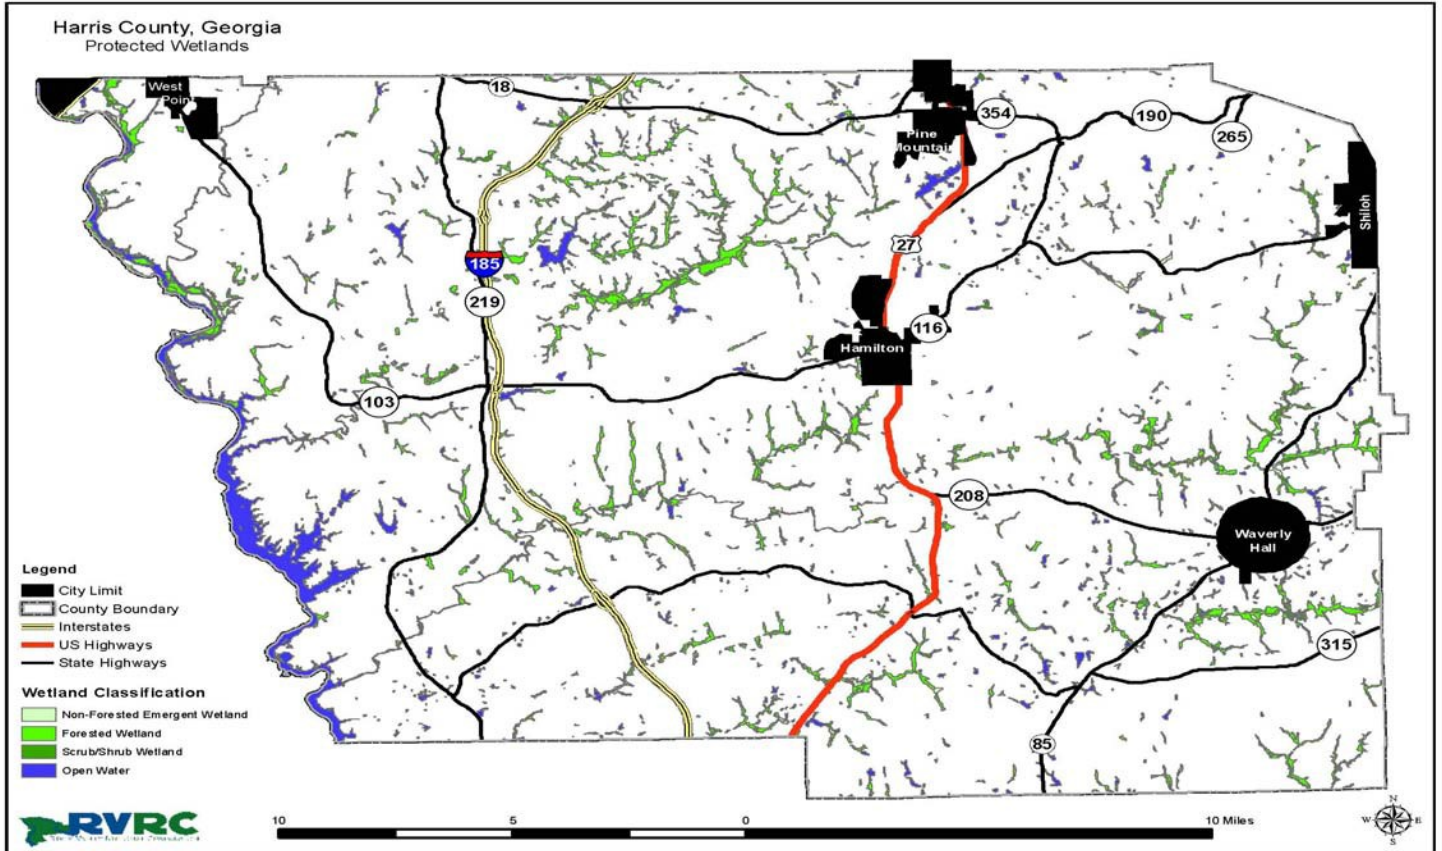 Harris County, Georgia
Protected Wetlands
West
Point
18
354
190
265
Pine
Mountain
Shiloh
27
185
219
116
Hamilton
103
208
Waverly
Hall
315
85
Legend
City Limit
County Boundary
Interstates
US Highways
State Highways
Wetland Classification
Non-Forested Emergent Wetland
Forested Wetland
Scrub/Shrub Wetland
Open Water
RVRC
10 5 0 10 Miles
N
W E
S